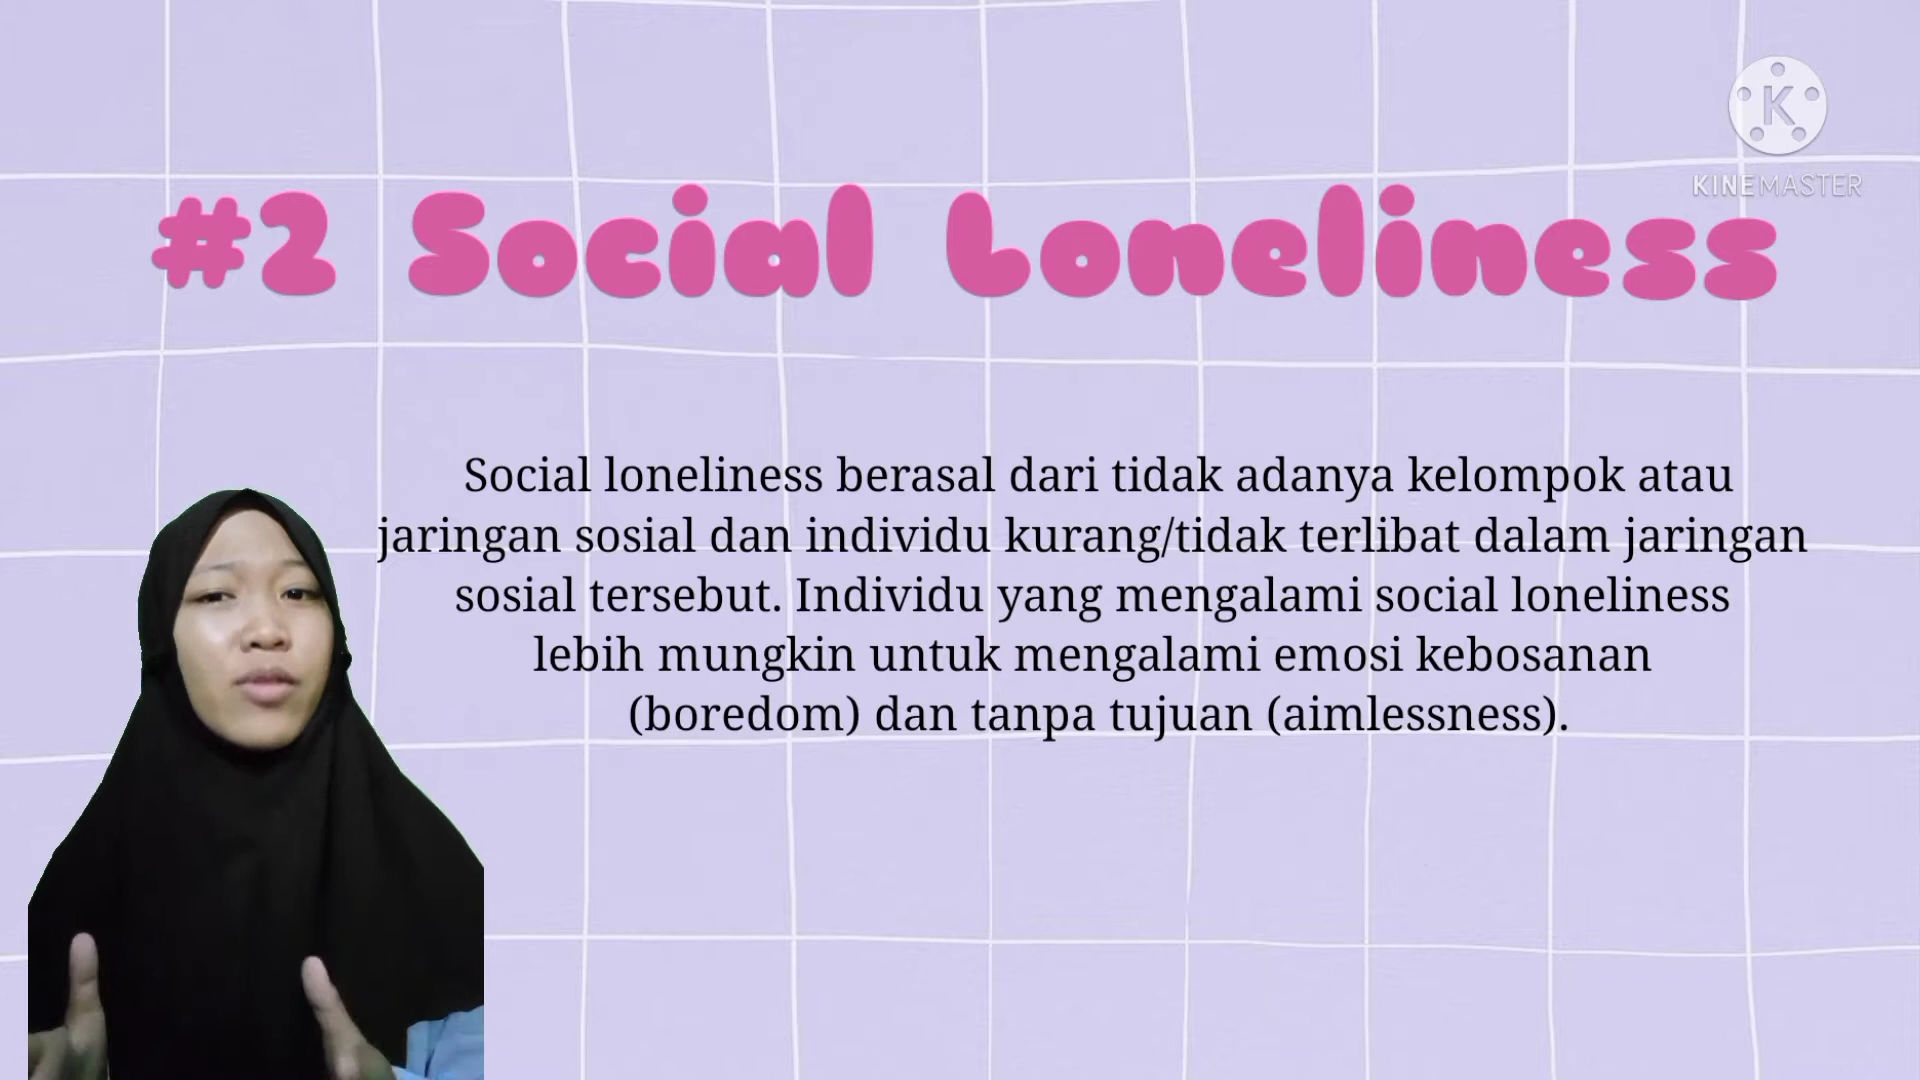 K
KINEMASTER
#2 Social Loneliness
Social loneliness berasal dari tidak adanya kelompok atau
jaringan sosial dan individu kurang/tidak terlibat dalam jaringan
sosial tersebut. Individu yang mengalami social loneliness
lebih mungkin untuk mengalami emosi kebosanan
(boredom) dan tanpa tujuan (aimlessness).